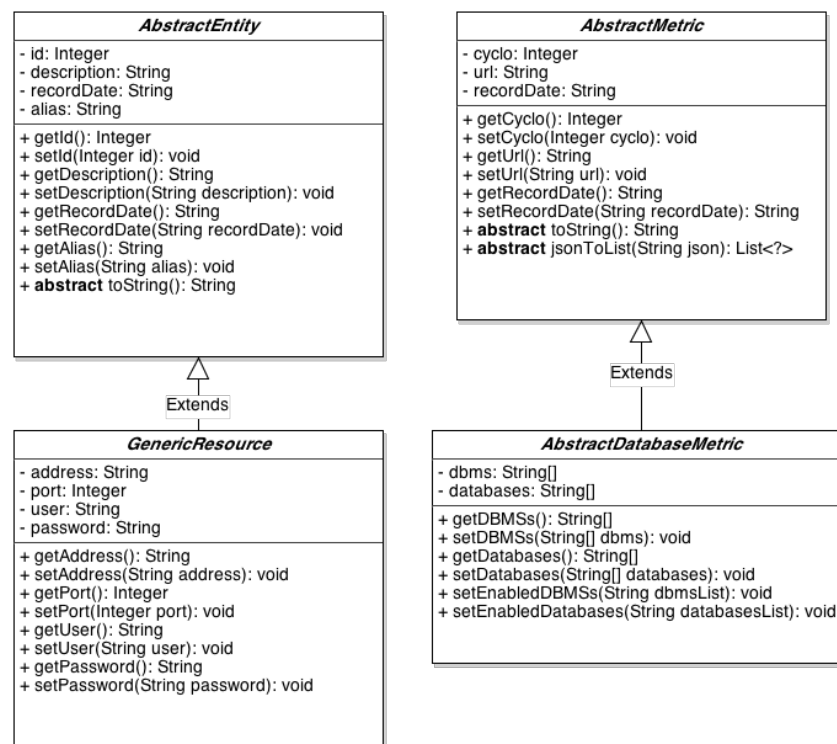 AbstractEntity
- id: Integer
- description: String
- recordDate: String
- alias: String
+ getId(): Integer
+ setId(Integer id): void
+ getDescription(): String
+ setDescription(String description): void
+ getRecordDate(): String
+ setRecordDate(String recordDate): void
+ getAlias(): String
+ setAlias(String alias): void
+ abstract toString(): String
Extends
GenericResource
- address: String
- port: Integer
- user: String
- password: String
+ getAddress(): String
+ setAddress(String address): void
+ getPort(): Integer
+ setPort(Integer port): void
+ getUser(): String
+ setUser(String user): void
+ getPassword(): String
+ setPassword(String password): void
AbstractMetric
- cyclo: Integer
- url: String
- recordDate: String
+ getCyclo(): Integer
+ setCyclo(Integer cyclo): void
+ getUrl(): String
+ setUrl(String url): void
+ getRecordDate(): String
+ setRecordDate(String recordDate): String
+ abstract toString(): String
+ abstract jsonToList(String json): List<?>
Extends
AbstractDatabaseMetric
- dbms: String[]
- databases: String[]
+ getDBMSs(): String[]
+ setDBMSs(String[] dbms): void
+ getDatabases(): String[]
+ setDatabases(String[] databases): void
+ setEnabledDBMSs(String dbmsList): void
+ setEnabledDatabases(String databasesList): void